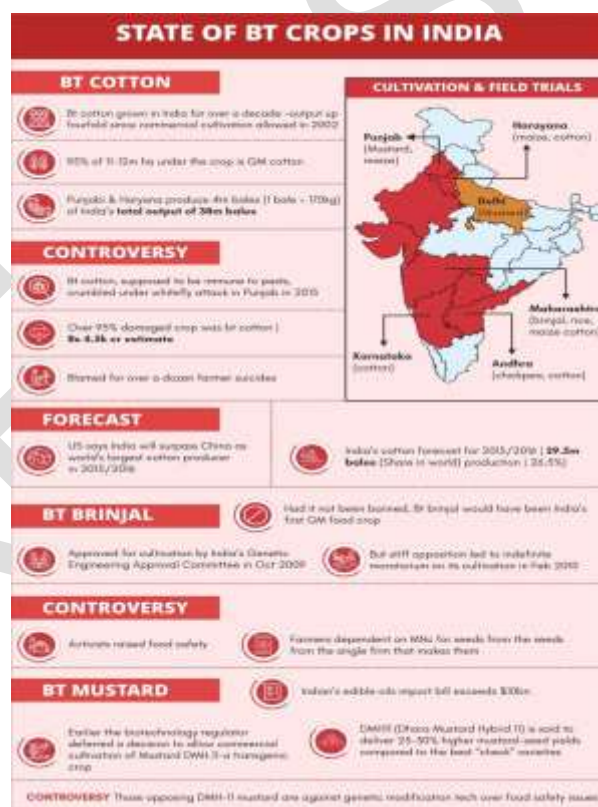 STATE OF BT CROPS IN INDIA
BT COTTON
Bt cotton grown in India for over a decade -output up
fourfold since commercial cultivation allowed in 2002
of 11-12m ha under the crop is GM cotton
Punjab & Haryana produce 4m bales (1 bale - 170kg)
of India's total output of 38m bales
CULTIVATION & FIELD TRIALS
Punjab
(Mustard,
Haryana
(maize, cotton)
Delhi
(Mustard)
Maharashtra
(brinjal, rice,
maize cotton)
Karnataka
(cotton)
Andhra
(chickpea, cotton)
CONTROVERSY
Bt cotton, supposed to be immune to pests,
crumbled under whitefly attack in Punjab in 2015
Over 95% damaged crop was bt cotton |
estimate
Blamed for over a dozen farmer suicides
FORECAST
US says India will surpass China as
world's largest cotton producer
in 2015/2016
India's cotton forecast for 2015/2016 | 29.5m
bales (Share in world) production | 26.5%)
BT BRINJAL
Had it not been banned, Bt brinjal would have been India's
first GM food crop
Approved for cultivation by India's Genetic
Engineering Approval Committee in Oct 2009
But stiff opposition led to indefinite
moratorium on its cultivation in Feb 2010
CONTROVERSY
raised food safety
Farmers dependent on for seeds from the seeds
from the single firm that makes them
BT MUSTARD
edible oils import bill exceeds
Earlier the biotechnology regulator
deferred a decision to allow commercial
cultivation of Mustard DMH-11-a transgenic
crop
DMH11 (Dhara Mustard Hybrid 11) is said to
deliver 25-30% higher mustard-seed yields
compared to the best "check" varieties
CONTROVERSY Those opposing DMH-11 mustard are against genetic modification tech over food safety issues